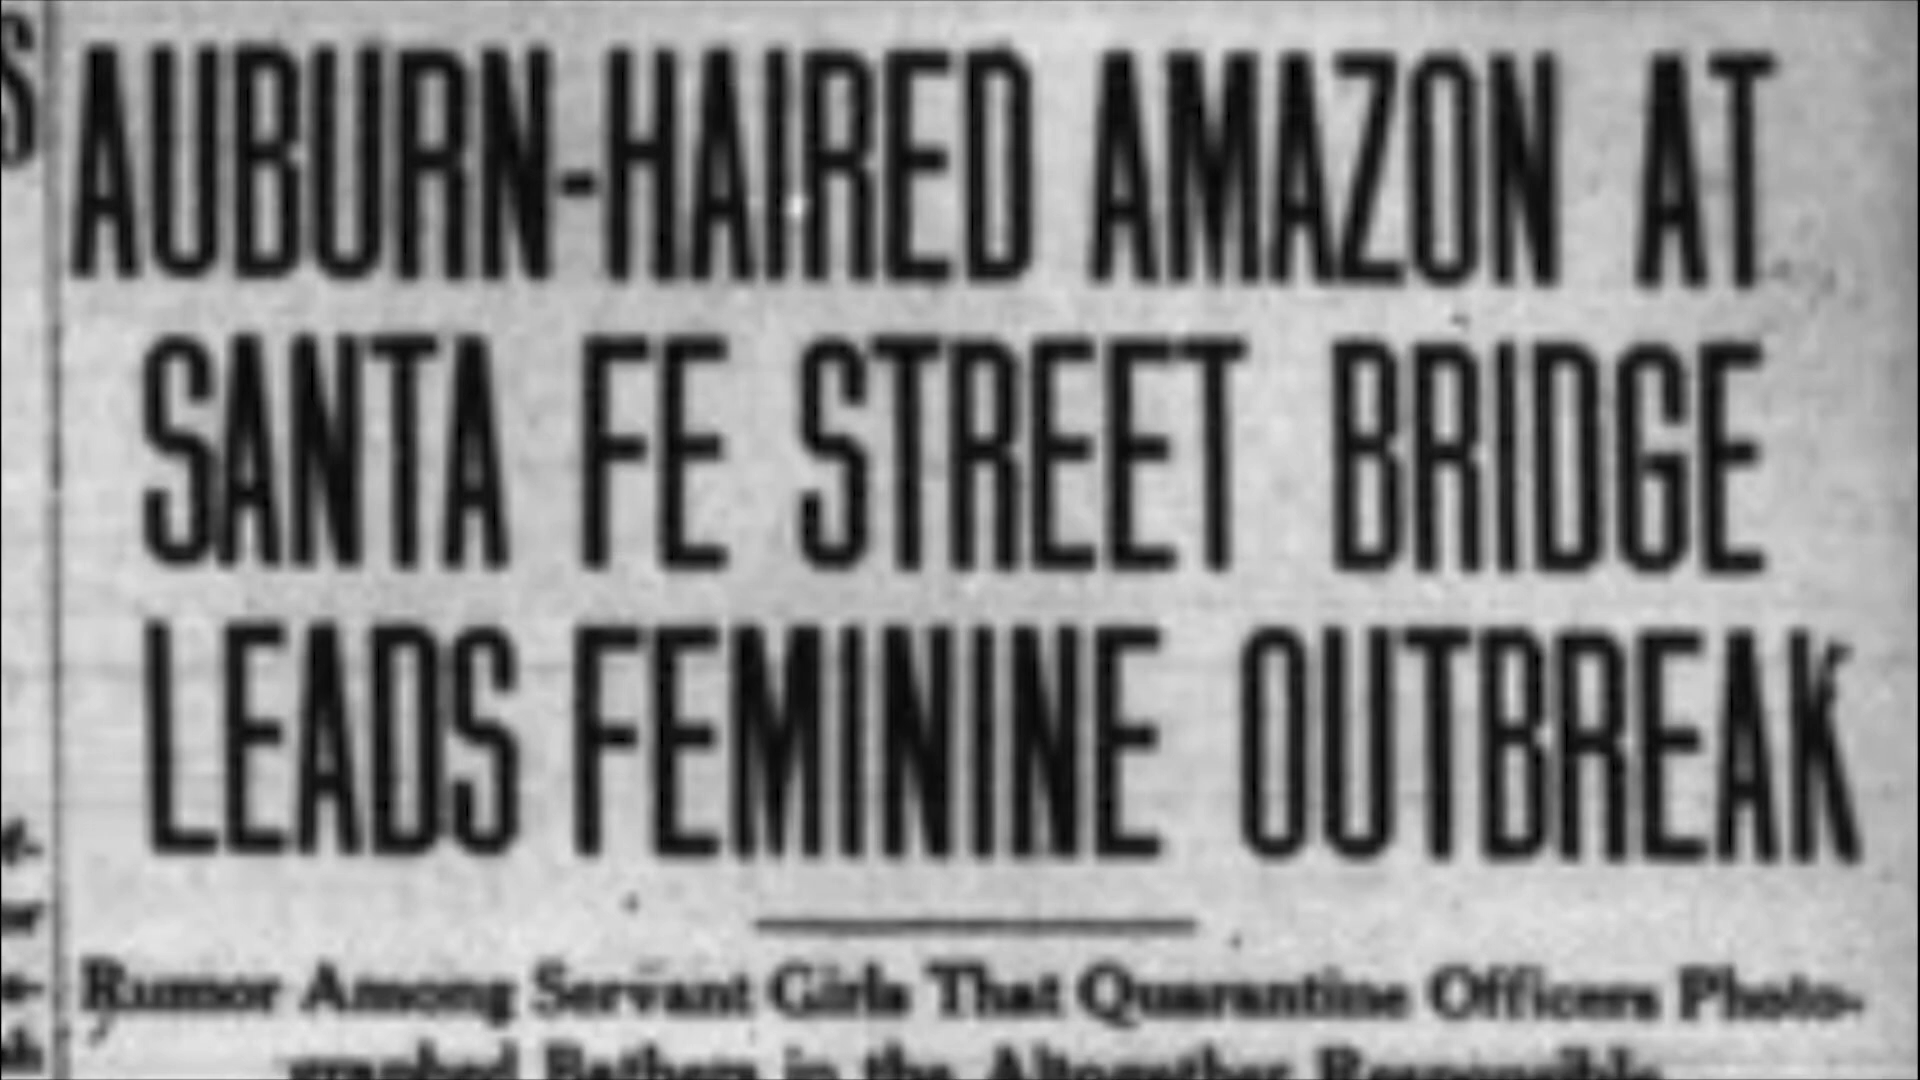 AUBURN-HAIRED AMAZON AT
SANTA FE STREET BRIDGE
LEADS FEMININE OUTBREAK
Rumor Among Servant Girls That Quarantine Officers Photo-
graphed Bathers in the Altogether Responsible